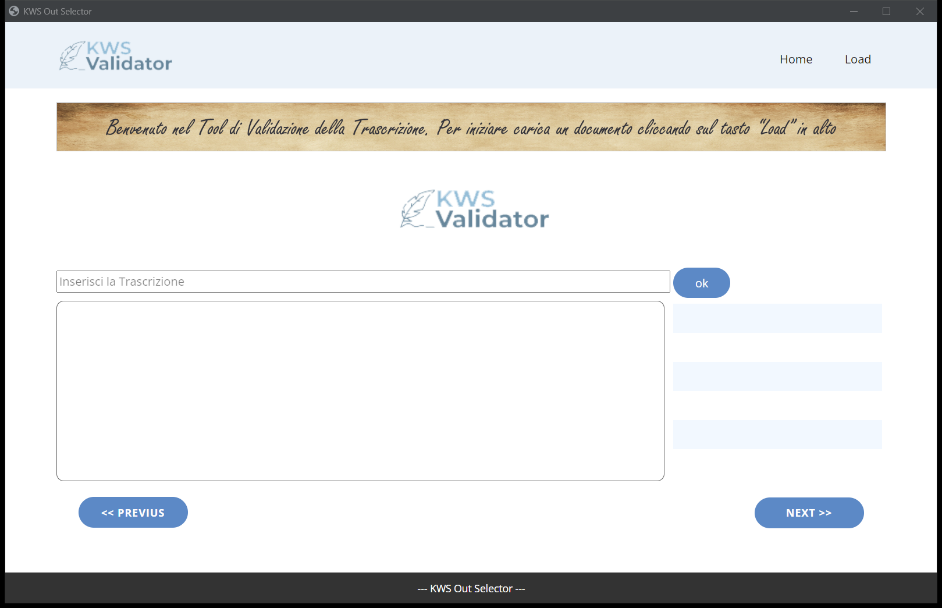 KWS Out Selector
KWS
Validator
Home
Load
Benvenuto nel Tool di Validazione della Trascrizione. Per iniziare carica un documento cliccando sul tasto "Load" in alto
KWS
Validator
Inserisci la Trascrizione
ok
<< PREVIUS
NEXT >>
--- KWS Out Selector ---